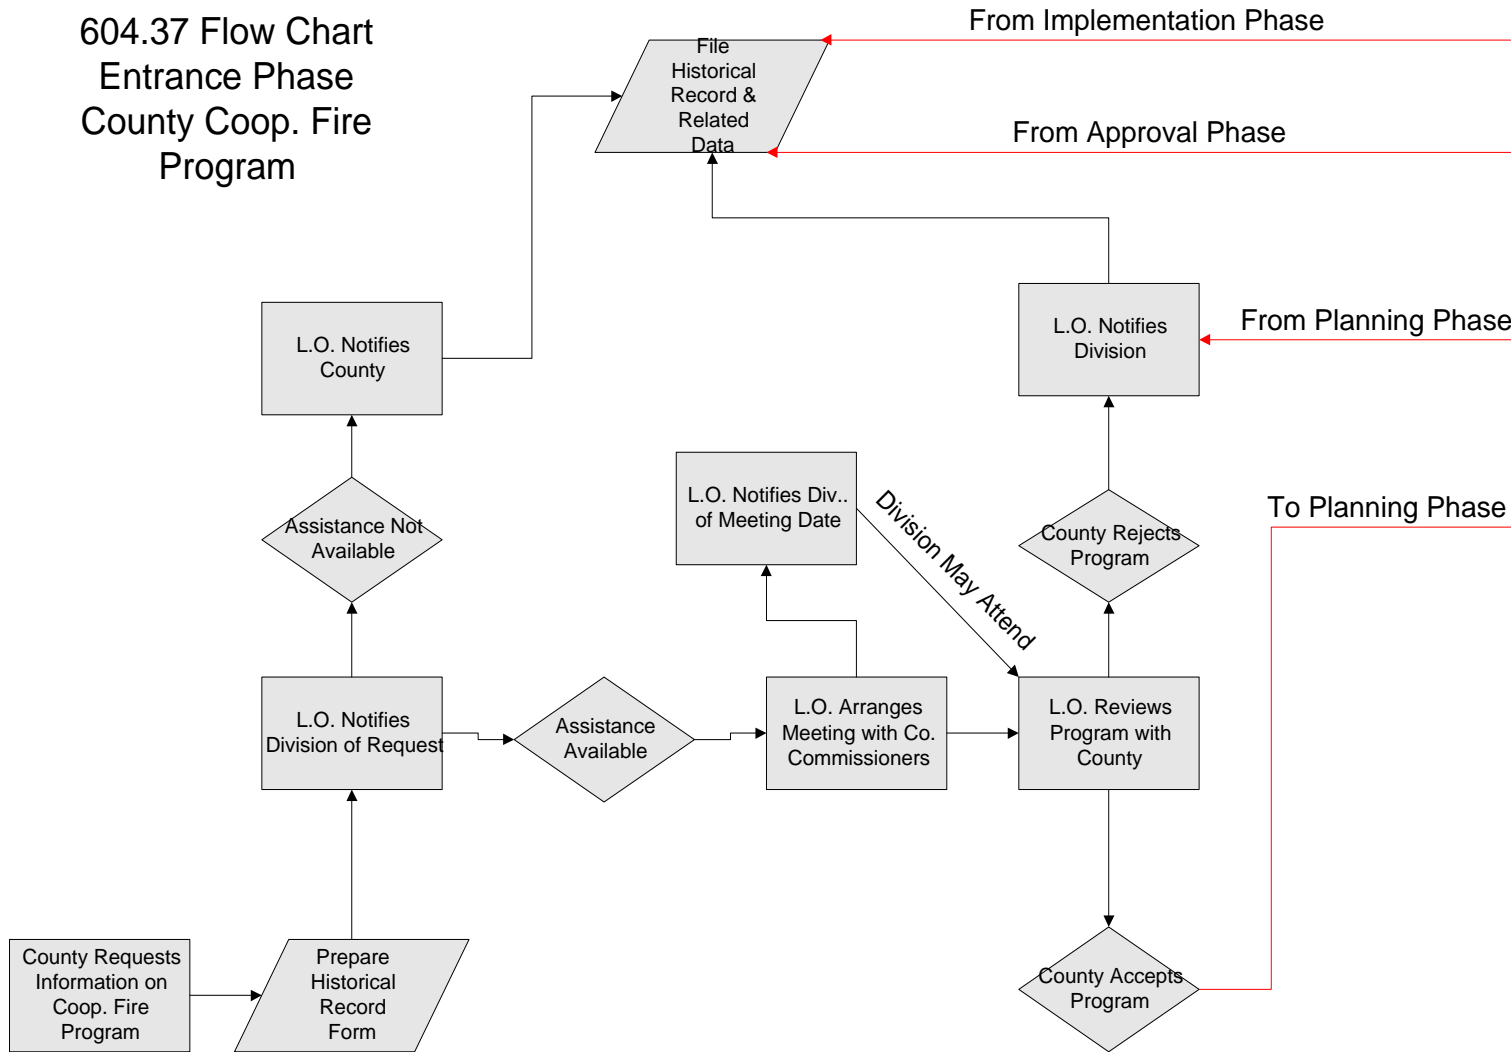 604.37 Flow Chart
Entrance Phase
County Coop. Fire
Program
From Implementation Phase
File
Historical
Record &
Related
Data
From Approval Phase
L.O. Notifies
County
L.O. Notifies
Division
From Planning Phase
L.O. Notifies Div..
of Meeting Date
Division May Attend
To Planning Phase
Assistance Not
Available
County Rejects
Program
L.O. Notifies
Division of Request
Assistance
Available
L.O. Arranges
Meeting with Co.
Commissioners
L.O. Reviews
Program with
County
County Requests
Information on
Coop. Fire
Program
Prepare
Historical
Record
Form
County Accepts
Program